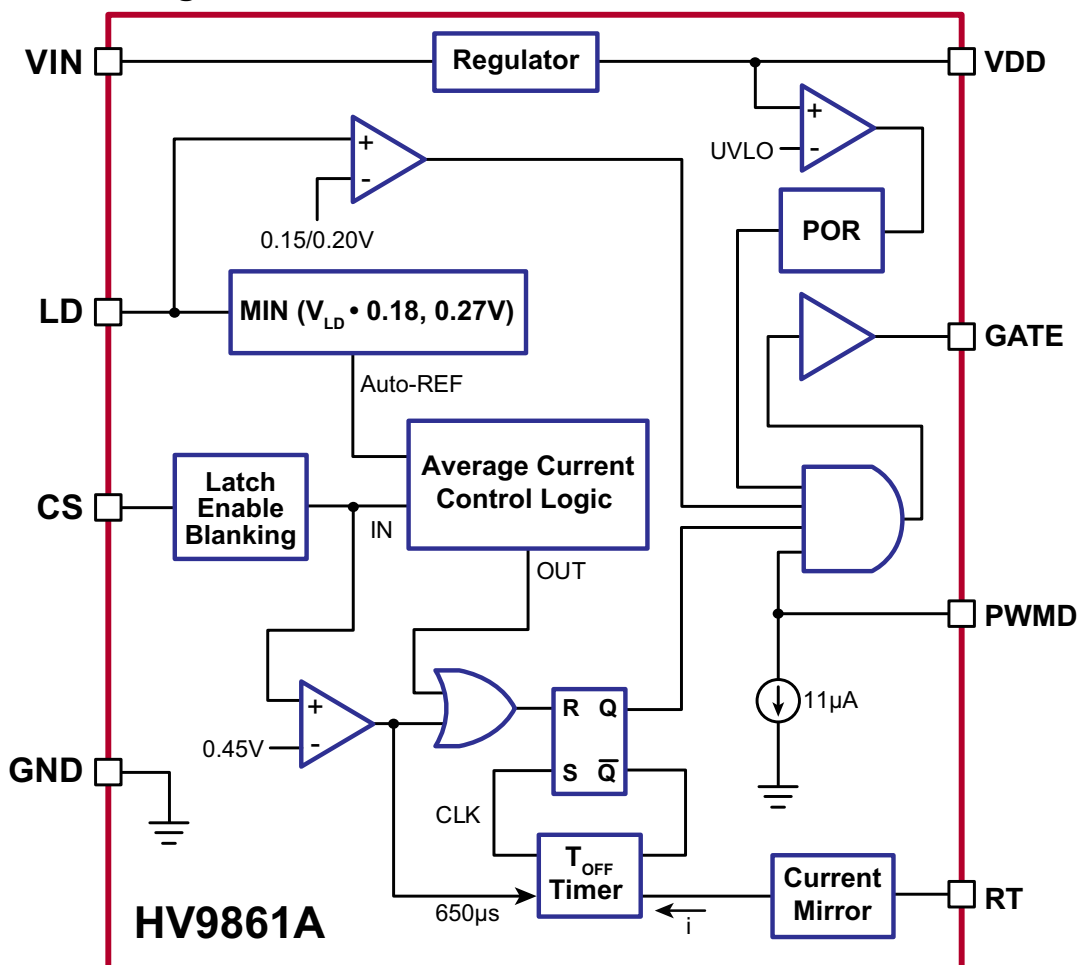 VIN
Regulator
VDD
+
-
UVLO
+
-
0.15/0.20V
POR
LD
MIN (VLD • 0.18, 0.27V)
GATE
Auto-REF
Average Current
Control Logic
Latch
Enable
Blanking
CS
IN
OUT
PWMD
11µA
+
-
0.45V
R Q
S Q̅
GND
CLK
TOFF
Timer
650µs
i
Current
Mirror
RT
HV9861A